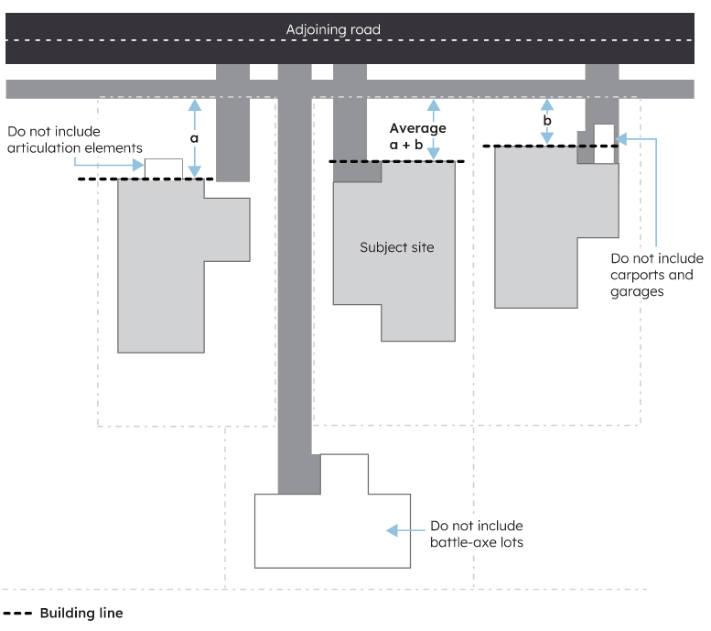 Adjoining road
Do not include
articulation elements
a
Average
a + b
b
Subject site
Do not include
carports and
garages
Do not include
battle-axe lots
Building line